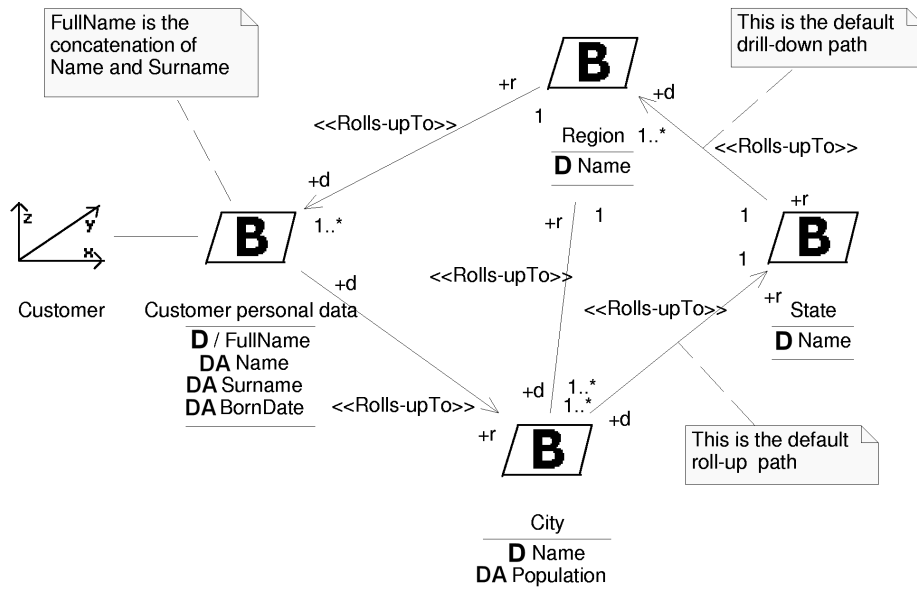 FullName is the
concatenation of
Name and Surname
This is the default
drill-down path
B
+r
+d
<<Rolls-upTo>>
1
Region
1..*
<<Rolls-upTo>>
D Name
+d
1..*
+r
1
1
+r
z
y
x
B
B
1
<<Rolls-upTo>>
+d
+r
<<Rolls-upTo>>
Customer
Customer personal data
State
D / FullName
D Name
DA Name
DA Surname
DA BornDate
<<Rolls-upTo>>
+d
1..*
1..*
+d
+r
B
This is the default
roll-up path
City
D Name
DA Population